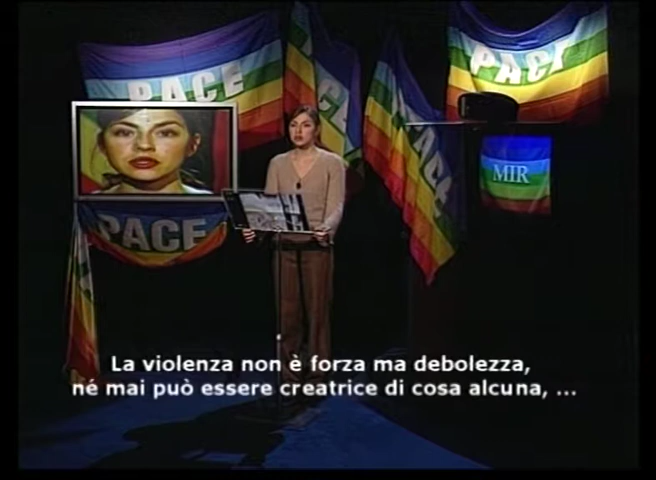 PACE
PACE
PACE
PACE
MIR
PACE
La violenza non è forza ma debolezza,
né mai può essere creatrice di cosa alcuna, ...